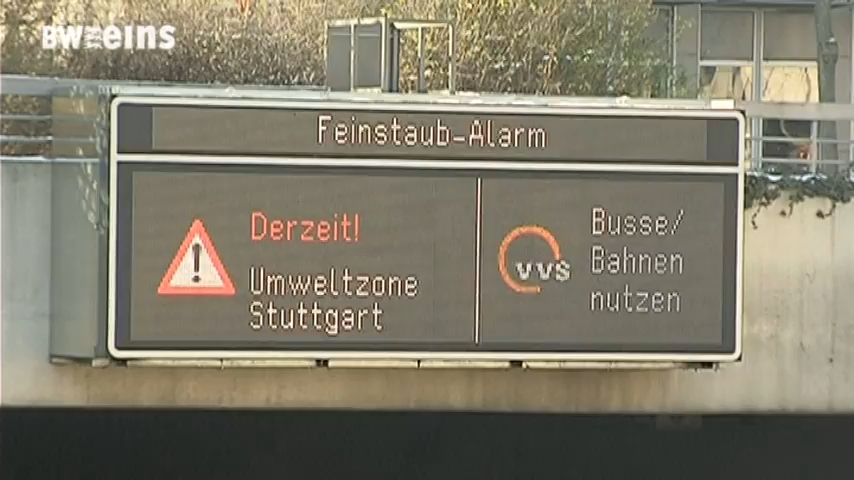 BW eins
Feinstaub-Alarm
Derzeit!
Umweltzone
Stuttgart
vvs
Busse/
Bahnen
nutzen